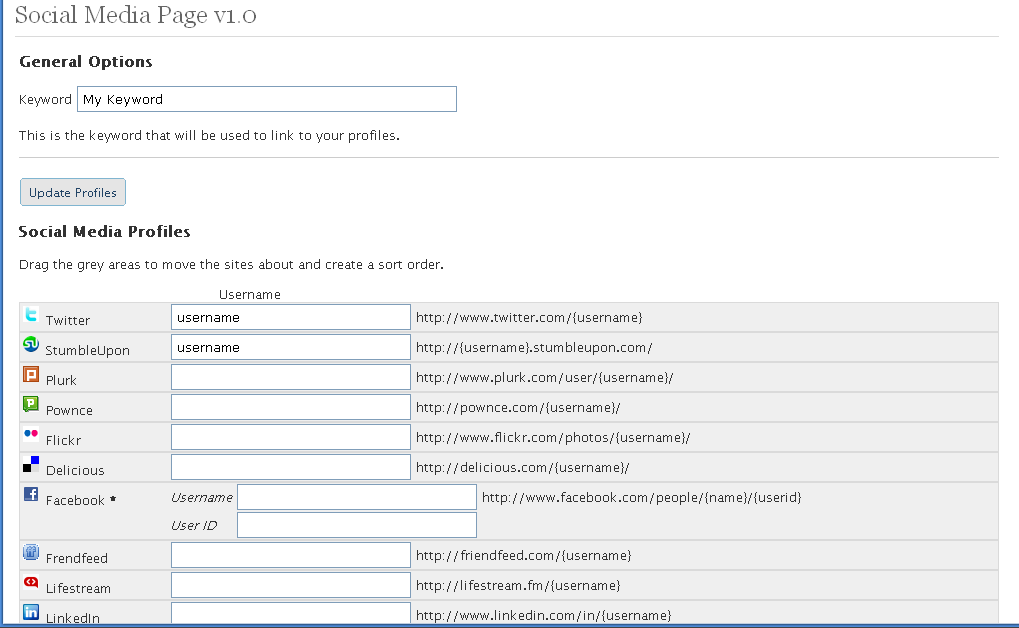 Social Media Page v1.0
General Options
Keyword My Keyword
This is the keyword that will be used to link to your profiles.
Update Profiles
Social Media Profiles
Drag the grey areas to move the sites about and create a sort order.
Username
Twitter username http://www.twitter.com/{username}
StumbleUpon username http://{username}.stumbleupon.com/
Plurk http://www.plurk.com/user/{username}/
Pownce http://pownce.com/{username}/
Flickr http://www.flickr.com/photos/{username}/
Delicious http://delicious.com/{username}/
Facebook * Username http://www.facebook.com/people/{name}/{userid}
User ID
Frendfeed http://friendfeed.com/{username}
Lifestream http://lifestream.fm/{username}
LinkedIn http://www.linkedin.com/in/{username}